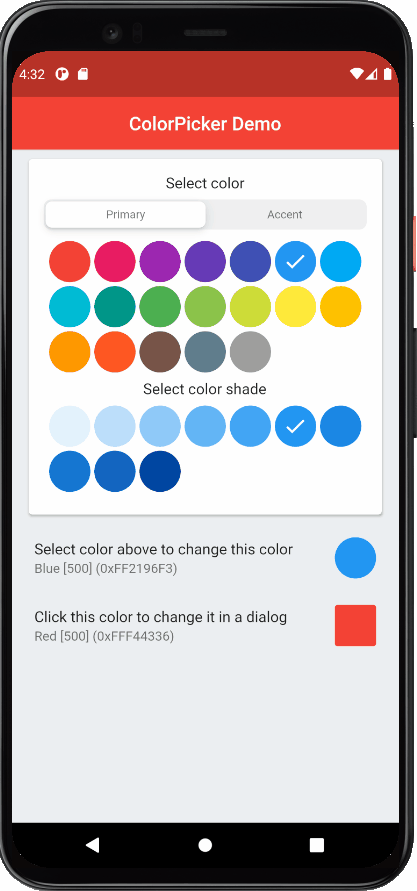 4:32
ColorPicker Demo
Select color
Primary
Accent
Select color shade
Select color above to change this color
Blue [500] (0xFF2196F3)
Click this color to change it in a dialog
Red [500] (0xFFF44336)